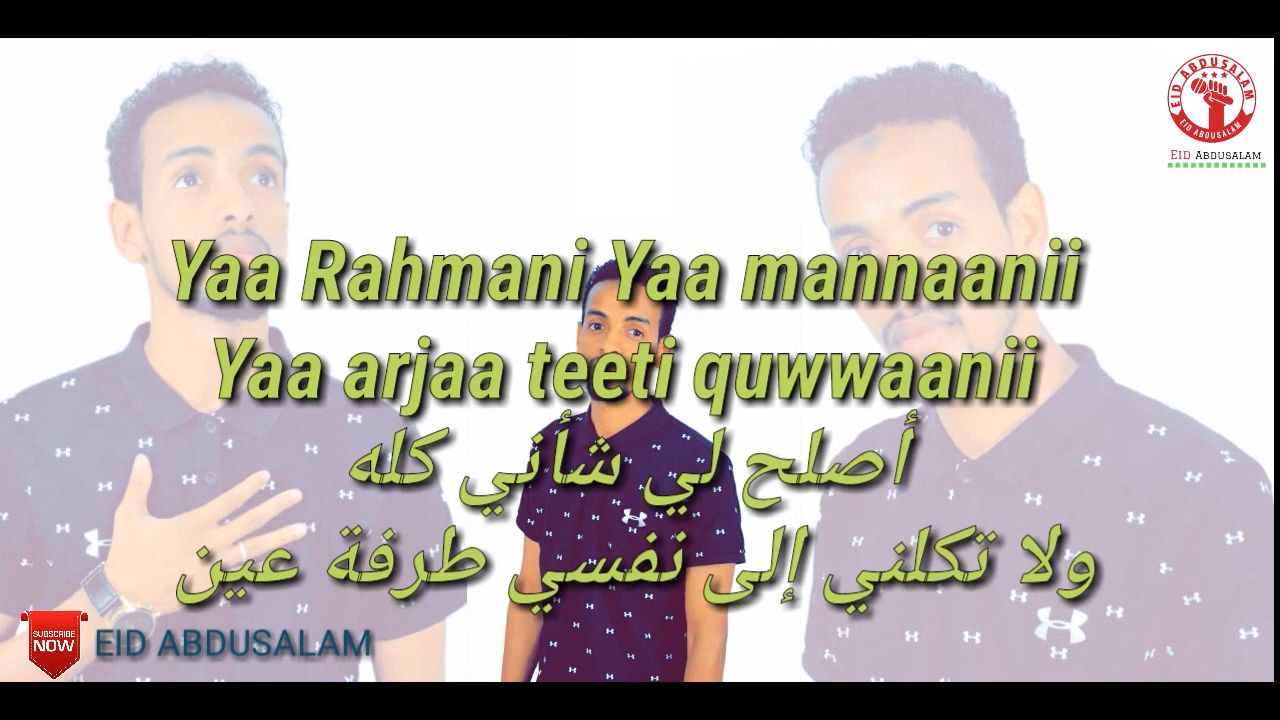 EID ABDUSALAM
EID ABDUSALAM
EID ABDUSALAM
Yaa Rahmani Yaa mannaanii
Yaa arjaa teeti quwwaanii
أصلح لي شأني كله
ولا تكلني إلى نفسي طرفة عين
SUBSCRIBE
NOW
EID ABDUSALAM